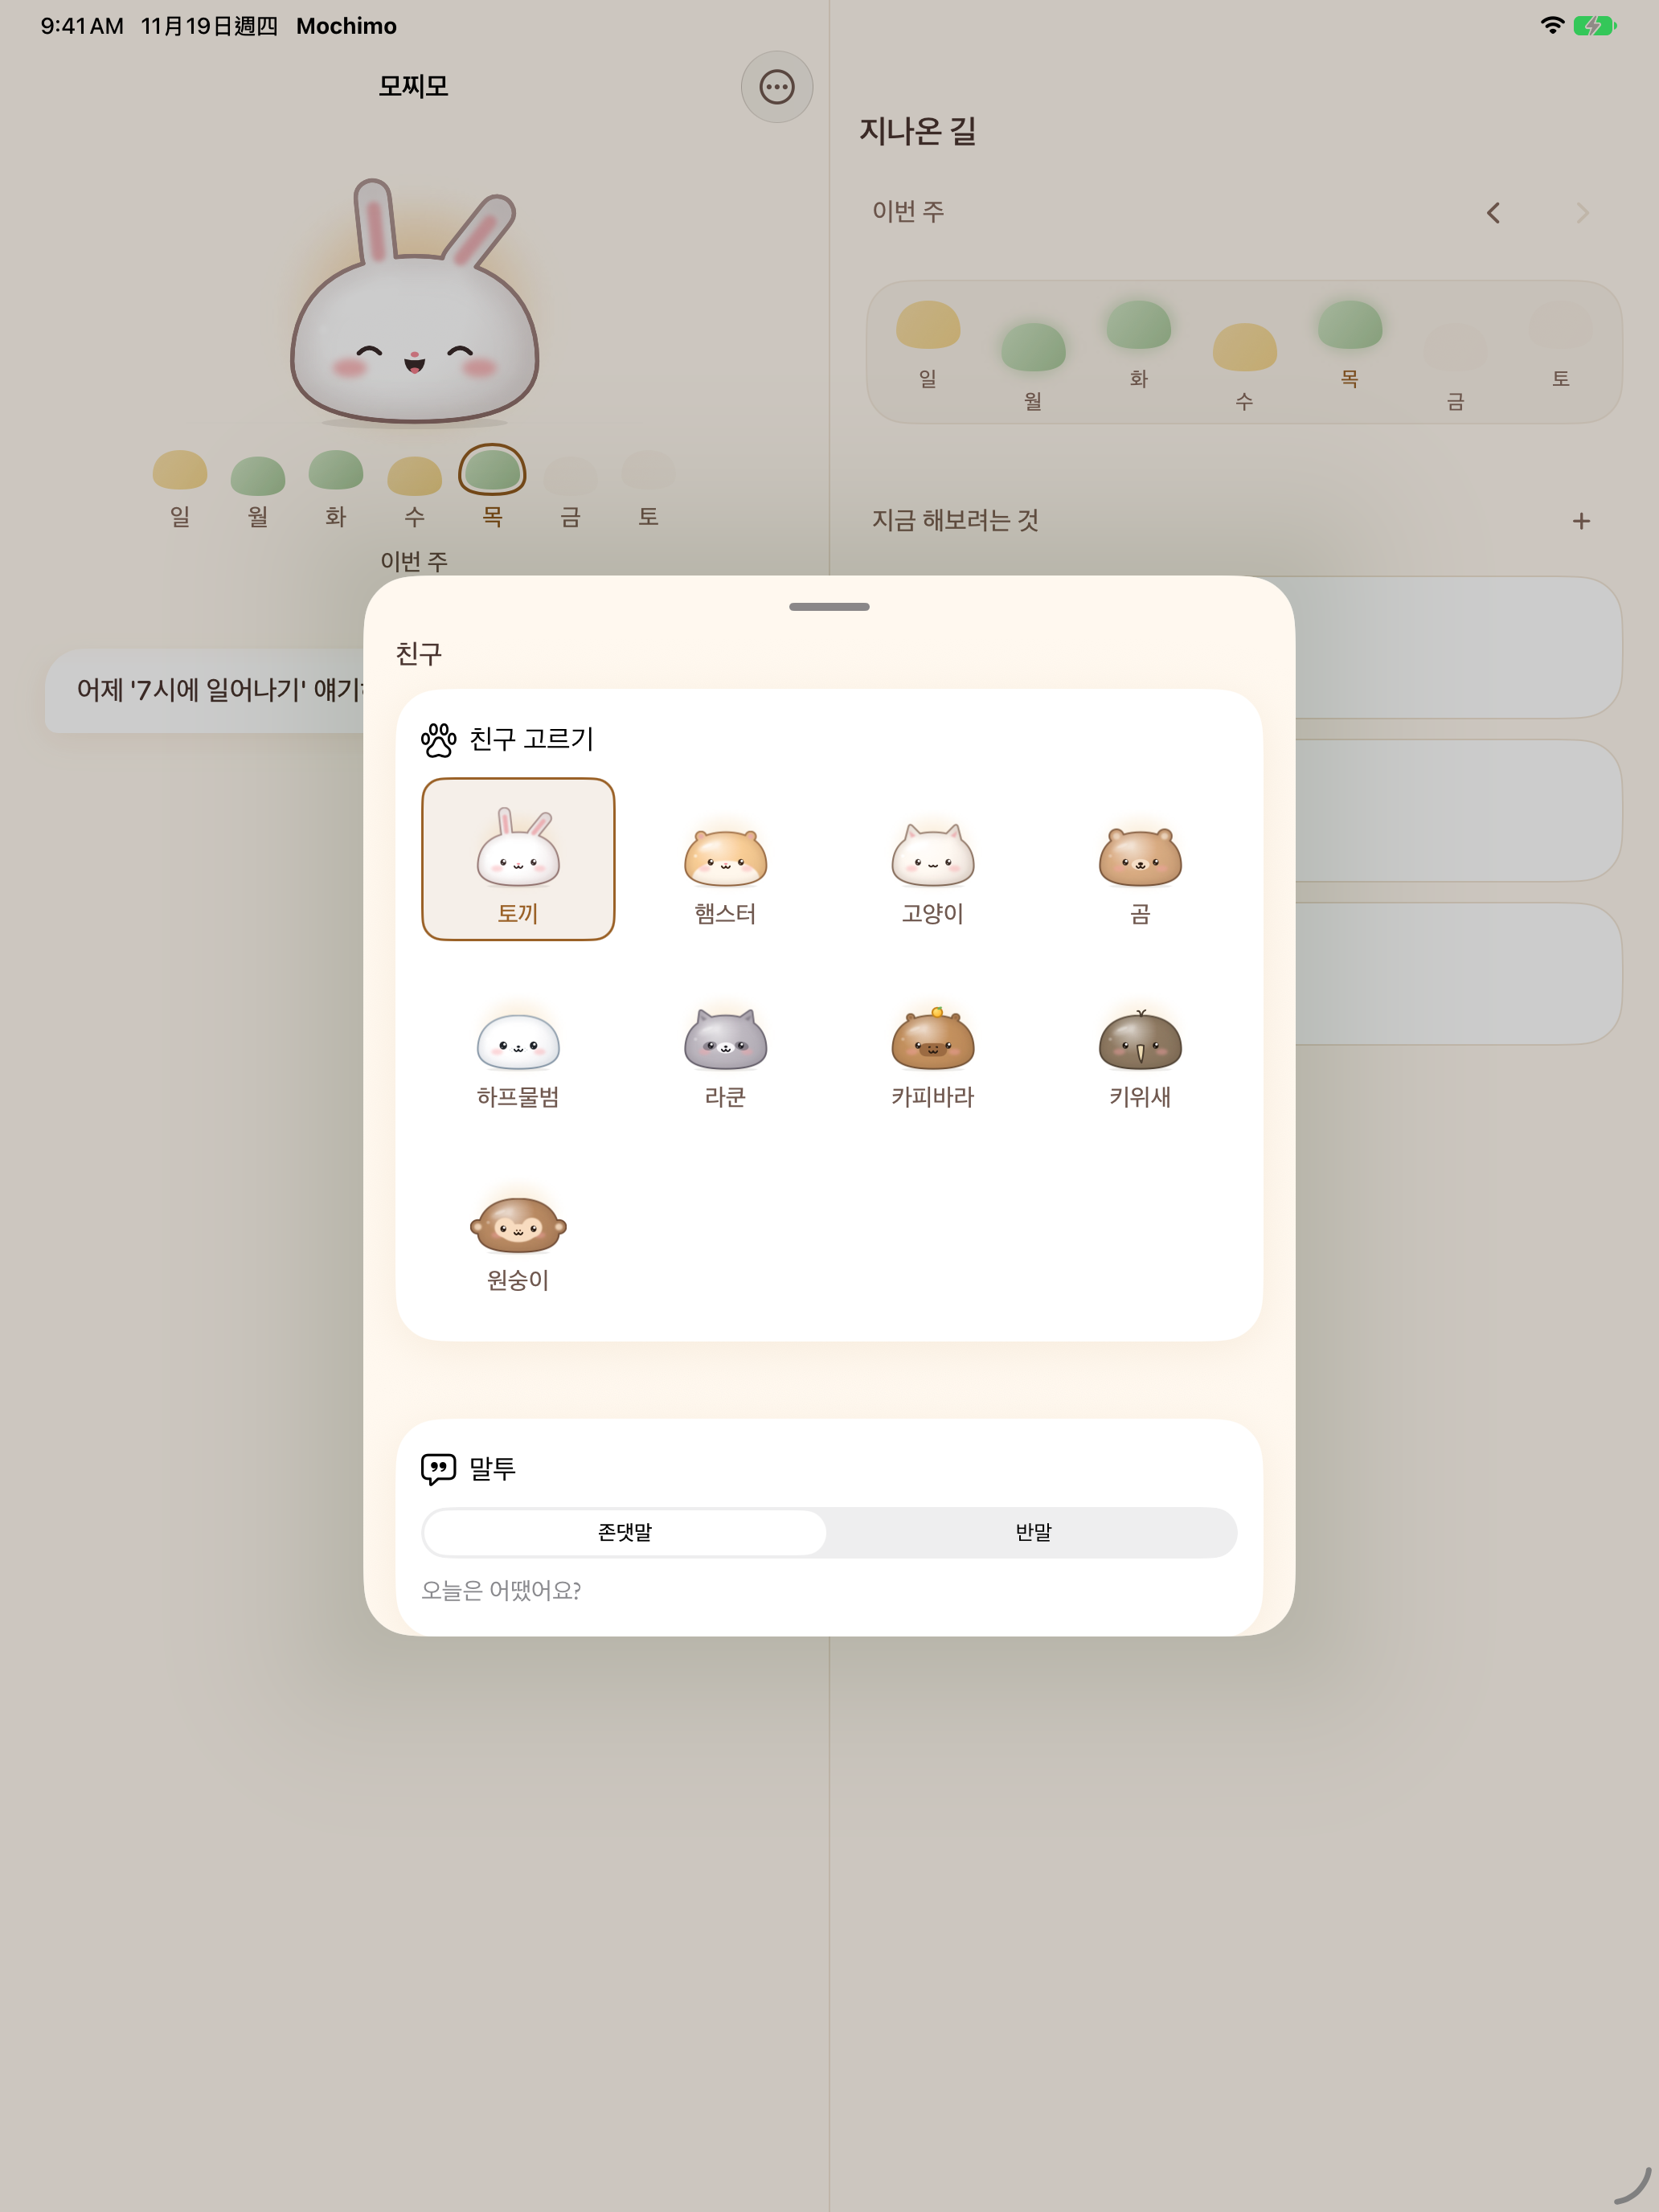 9:41 AM 11月19日週四 Mochimo
모찌모
지나온 길
이번 주
일 월 화 수 목 금 토
일 월 화 수 목 금 토
이번 주
지금 해보려는 것
어제 '7시에 일어나기' 얘기
친구
친구 고르기
토끼 햄스터 고양이 곰
하프물범 라쿤 카피바라 키위새
원숭이
말투
존댓말 반말
오늘은 어땠어요?